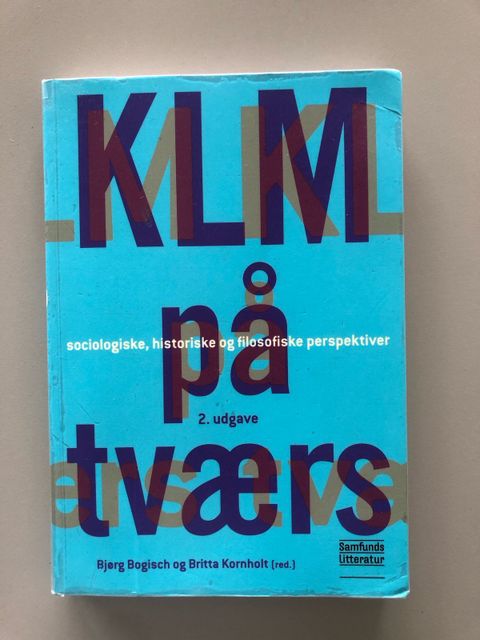 KLM
på
sociologiske, historiske og filosofiske perspektiver
2. udgave
tværs
Bjørg Bogisch og Britta Kornholt (red.)
Samfunds
litteratur